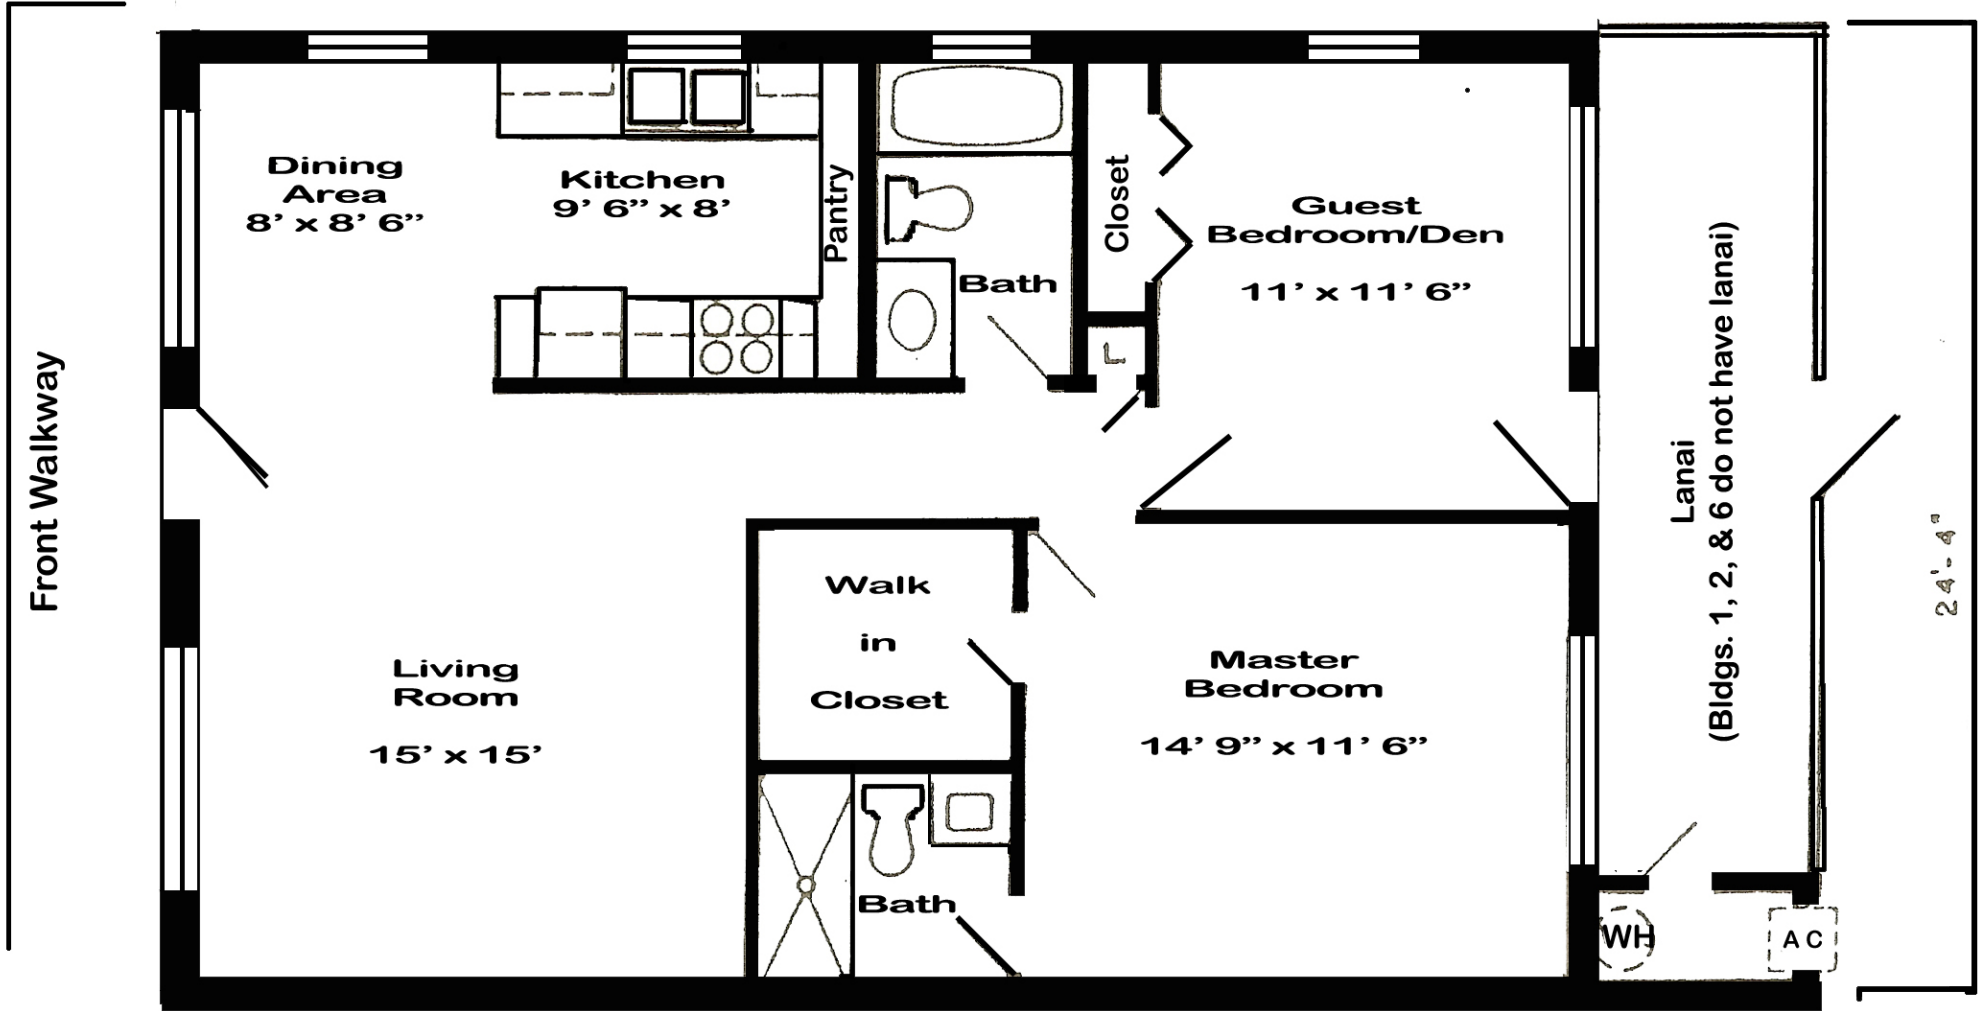 Front Walkway
Dining
Area
8’ x 8’ 6”
Kitchen
9’ 6” x 8’
Pantry
Bath
Closet
L
Guest
Bedroom/Den
11’ x 11’ 6”
Lanai
(Bldgs. 1, 2, & 6 do not have lanai)
24'-4"
Living
Room
15’ x 15’
Walk
in
Closet
Master
Bedroom
14’ 9” x 11’ 6”
Bath
WH
AC